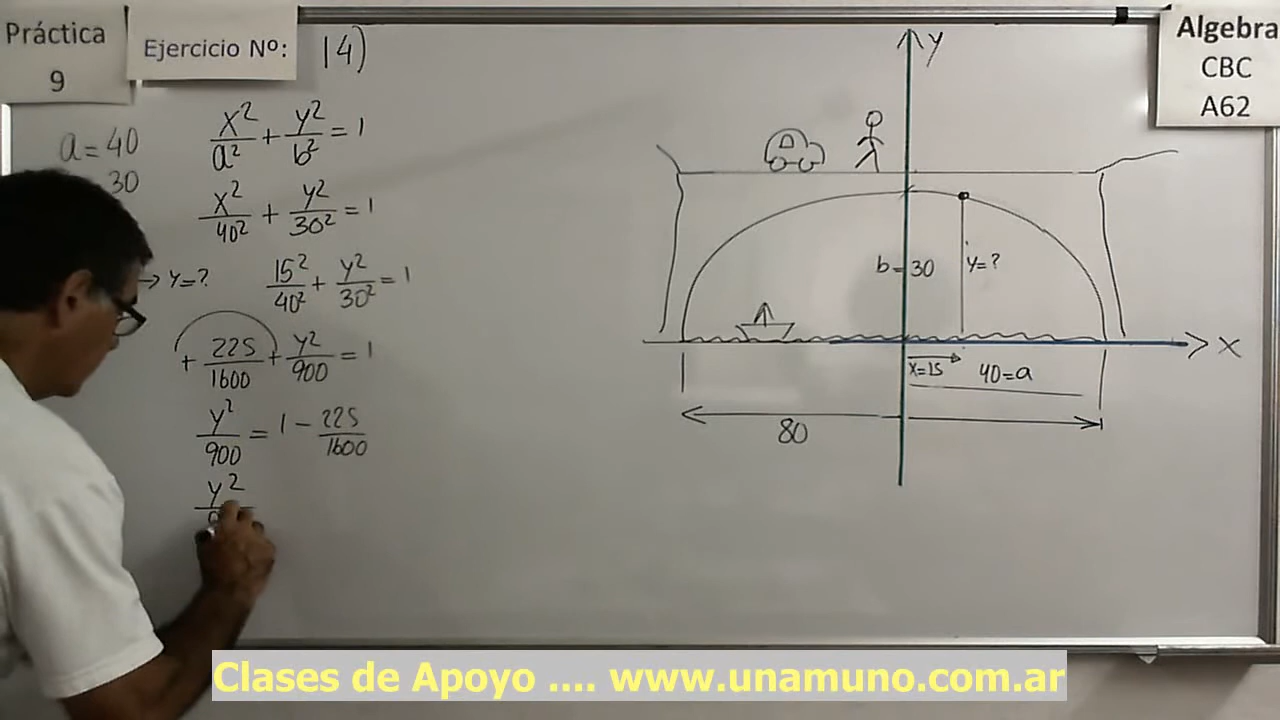 Práctica
9
Ejercicio Nº:
14)
Algebra
CBC
A62
a = 40
30
x²/a² + y²/b² = 1
x²/40² + y²/30² = 1
→ y = ?
15²/40² + y²/30² = 1
+ 225/1600 + y²/900 = 1
y²/900 = 1 - 225/1600
y²
y
b = 30
y = ?
x
x = 15
40 = a
80
Clases de Apoyo .... www.unamuno.com.ar